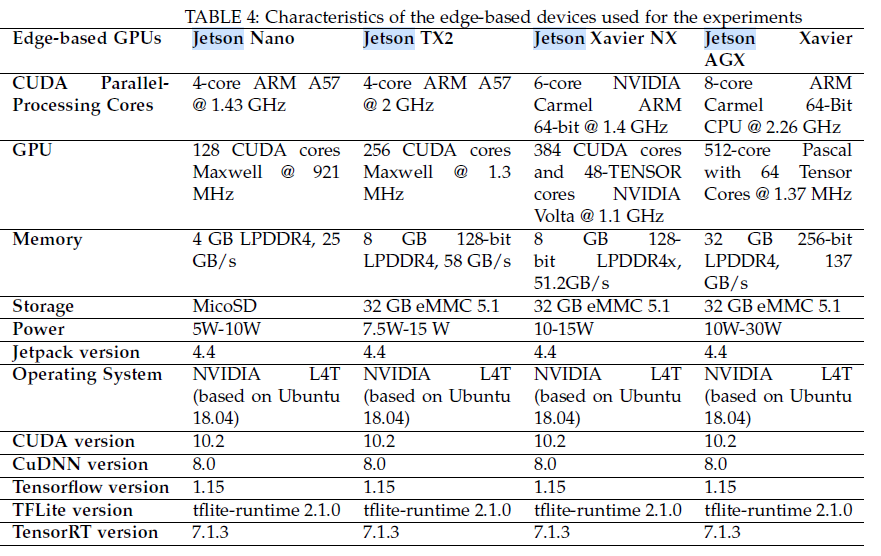 TABLE 4: Characteristics of the edge-based devices used for the experiments
Edge-based GPUs Jetson Nano Jetson TX2 Jetson Xavier NX Jetson Xavier AGX
CUDA Parallel-Processing Cores 4-core ARM A57 @ 1.43 GHz 4-core ARM A57 @ 2 GHz 6-core NVIDIA Carmel ARM 64-bit @ 1.4 GHz 8-core ARM Carmel 64-Bit CPU @ 2.26 GHz
GPU 128 CUDA cores Maxwell @ 921 MHz 256 CUDA cores Maxwell @ 1.3 MHz 384 CUDA cores and 48-TENSOR cores NVIDIA Volta @ 1.1 GHz 512-core Pascal with 64 Tensor Cores @ 1.37 MHz
Memory 4 GB LPDDR4, 25 GB/s 8 GB 128-bit LPDDR4, 58 GB/s 8 GB 128-bit LPDDR4x, 51.2GB/s 32 GB 256-bit LPDDR4, 137 GB/s
Storage MicoSD 32 GB eMMC 5.1 32 GB eMMC 5.1 32 GB eMMC 5.1
Power 5W-10W 7.5W-15 W 10-15W 10W-30W
Jetpack version 4.4 4.4 4.4 4.4
Operating System NVIDIA L4T (based on Ubuntu 18.04) NVIDIA L4T (based on Ubuntu 18.04) NVIDIA L4T (based on Ubuntu 18.04) NVIDIA L4T (based on Ubuntu 18.04)
CUDA version 10.2 10.2 10.2 10.2
CuDNN version 8.0 8.0 8.0 8.0
Tensorflow version 1.15 1.15 1.15 1.15
TFLite version tflite-runtime 2.1.0 tflite-runtime 2.1.0 tflite-runtime 2.1.0 tflite-runtime 2.1.0
TensorRT version 7.1.3 7.1.3 7.1.3 7.1.3